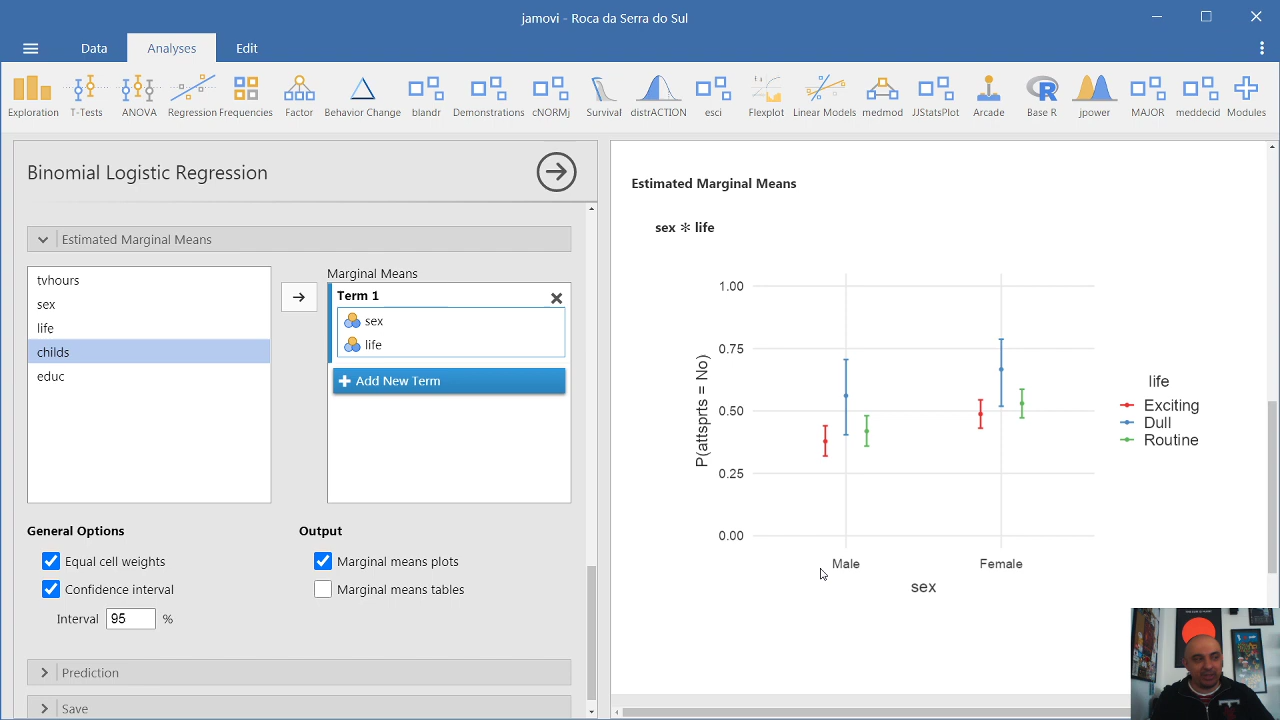 jamovi - Roca da Serra do Sul
Data Analyses Edit
Exploration T-Tests ANOVA Regression Frequencies Factor Behavior Change blandr Demonstrations cNORMj Survival distrACTION esci Flexplot Linear Models medmod JJStatsPlot Arcade Base R jpower MAJOR meddecid Modules
Binomial Logistic Regression
Estimated Marginal Means
tvhours
sex
life
childs
educ
Marginal Means
Term 1
sex
life
Add New Term
General Options
Equal cell weights
Confidence interval
Interval 95 %
Output
Marginal means plots
Marginal means tables
Prediction
Save
Estimated Marginal Means
sex ✻ life
P(attsprts = No)
1.00
0.75
0.50
0.25
0.00
Male Female
sex
life
Exciting
Dull
Routine